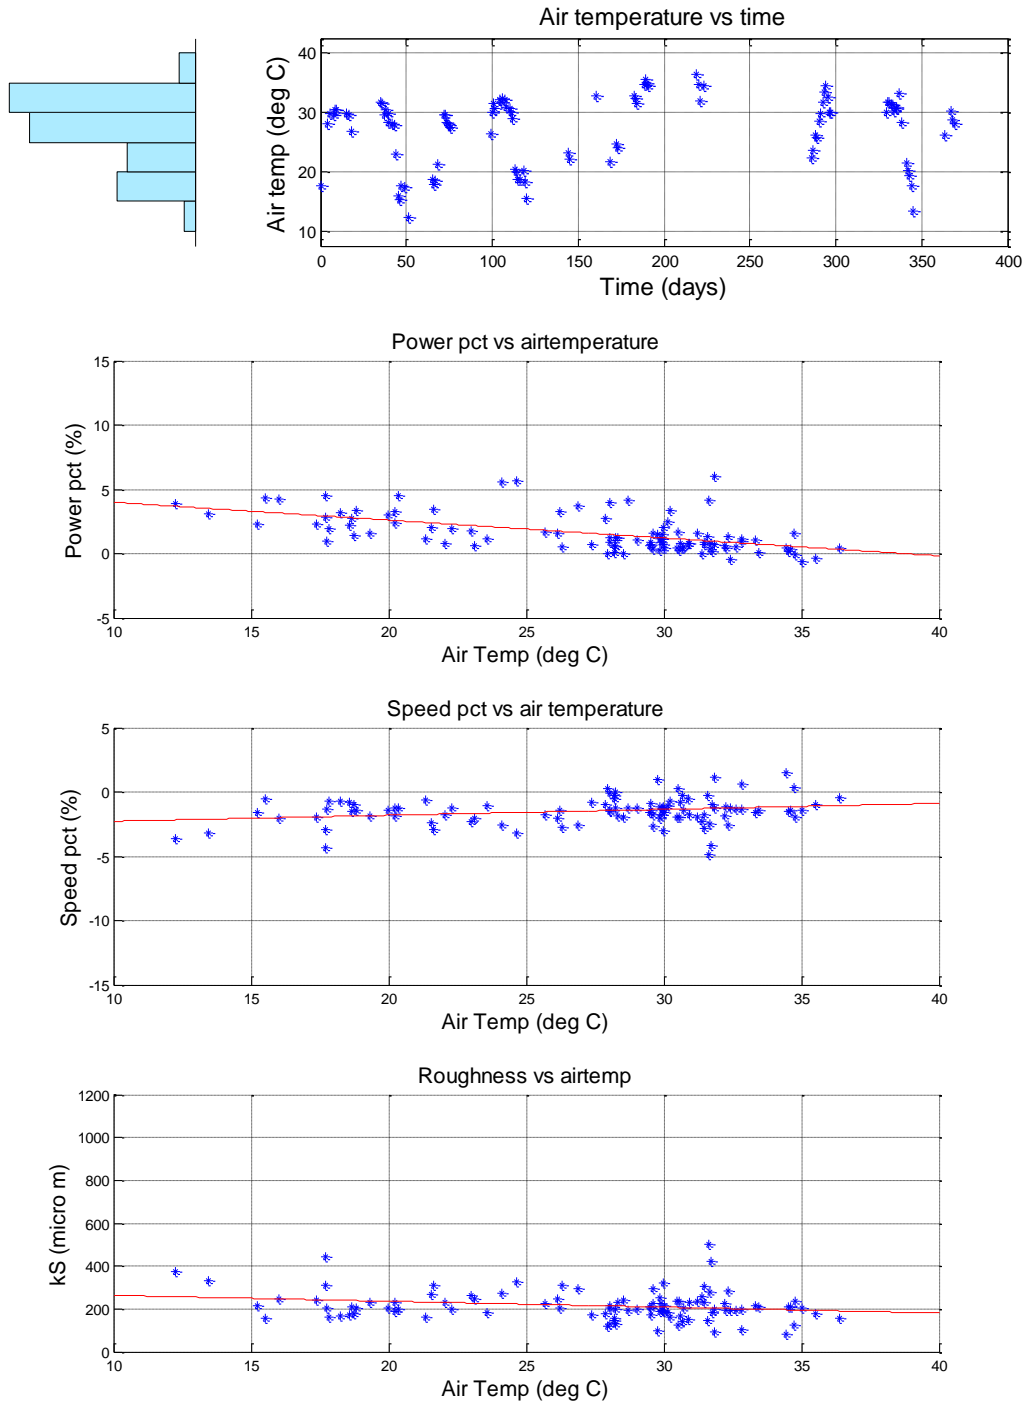 Air temperature vs time
Air temp (deg C)
40
30
20
10
0 50 100 150 200 250 300 350 400
Time (days)
Power pct vs airtemperature
Power pct (%)
15
10
5
0
-5
10 15 20 25 30 35 40
Air Temp (deg C)
Speed pct vs air temperature
Speed pct (%)
5
0
-5
-10
-15
10 15 20 25 30 35 40
Air Temp (deg C)
Roughness vs airtemp
kS (micro m)
1200
1000
800
600
400
200
0
10 15 20 25 30 35 40
Air Temp (deg C)